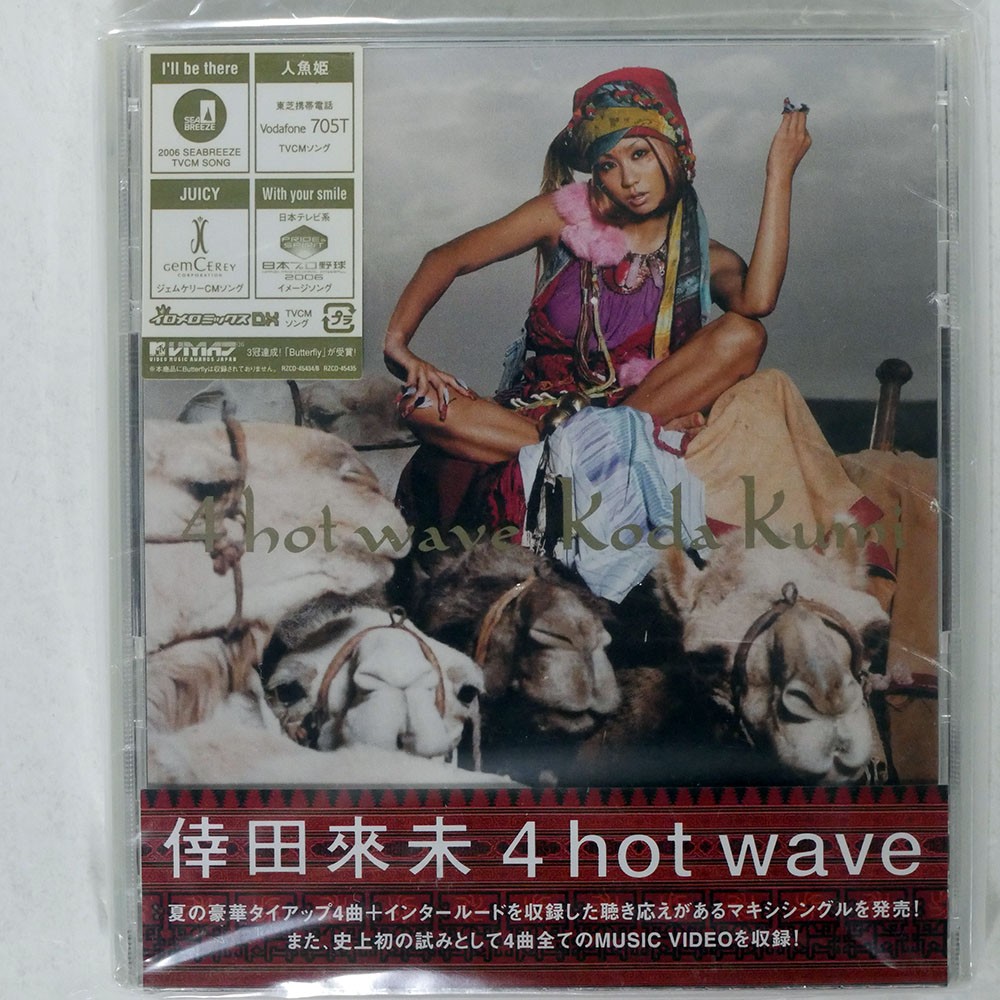 I'll be there
SEA
BREEZE
2006 SEABREEZE
TVCM SONG
人魚姫
東芝携帯電話
Vodafone 705T
TVCMソング
JUICY
GemCEREY
CORPORATION
ジェムケリーCMソング
With your smile
日本テレビ系
PRIDE &
SPIRIT
日本プロ野球
2006
イメージソング
イロメロミックスDX
TVCM
ソング
プラ
MTV VMAJ
VIDEO MUSIC AWARDS JAPAN
3冠達成!「Butterfly」が受賞!
※本商品にButterflyは収録されておりません。 RZCD-45434/B RZCD-45435
4 hot wave Koda Kumi
倖田來未 4 hot wave
夏の豪華タイアップ4曲+インタールードを収録した聴き応えがあるマキシシングルを発売!
また、史上初の試みとして4曲全てのMUSIC VIDEOを収録!